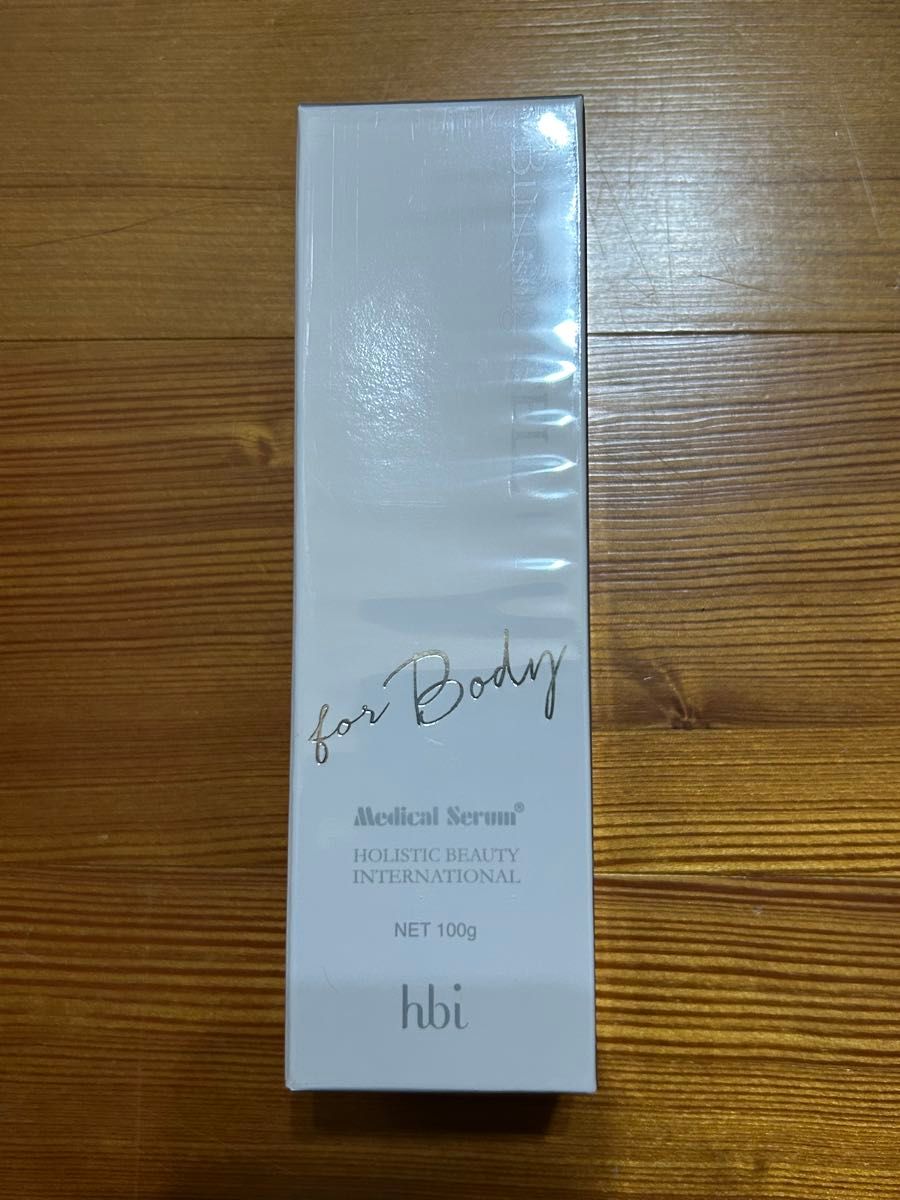 for Body
Medical Serum®
HOLISTIC BEAUTY
INTERNATIONAL
NET 100g
hbi